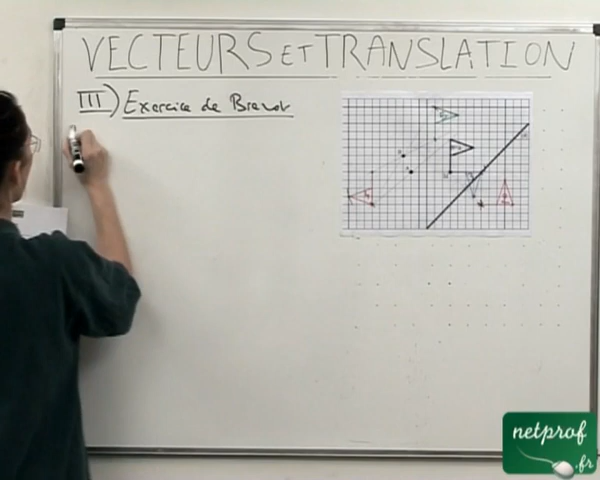 VECTEURS ET TRANSLATION
III) Exercice de Brevet
netprof
.fr